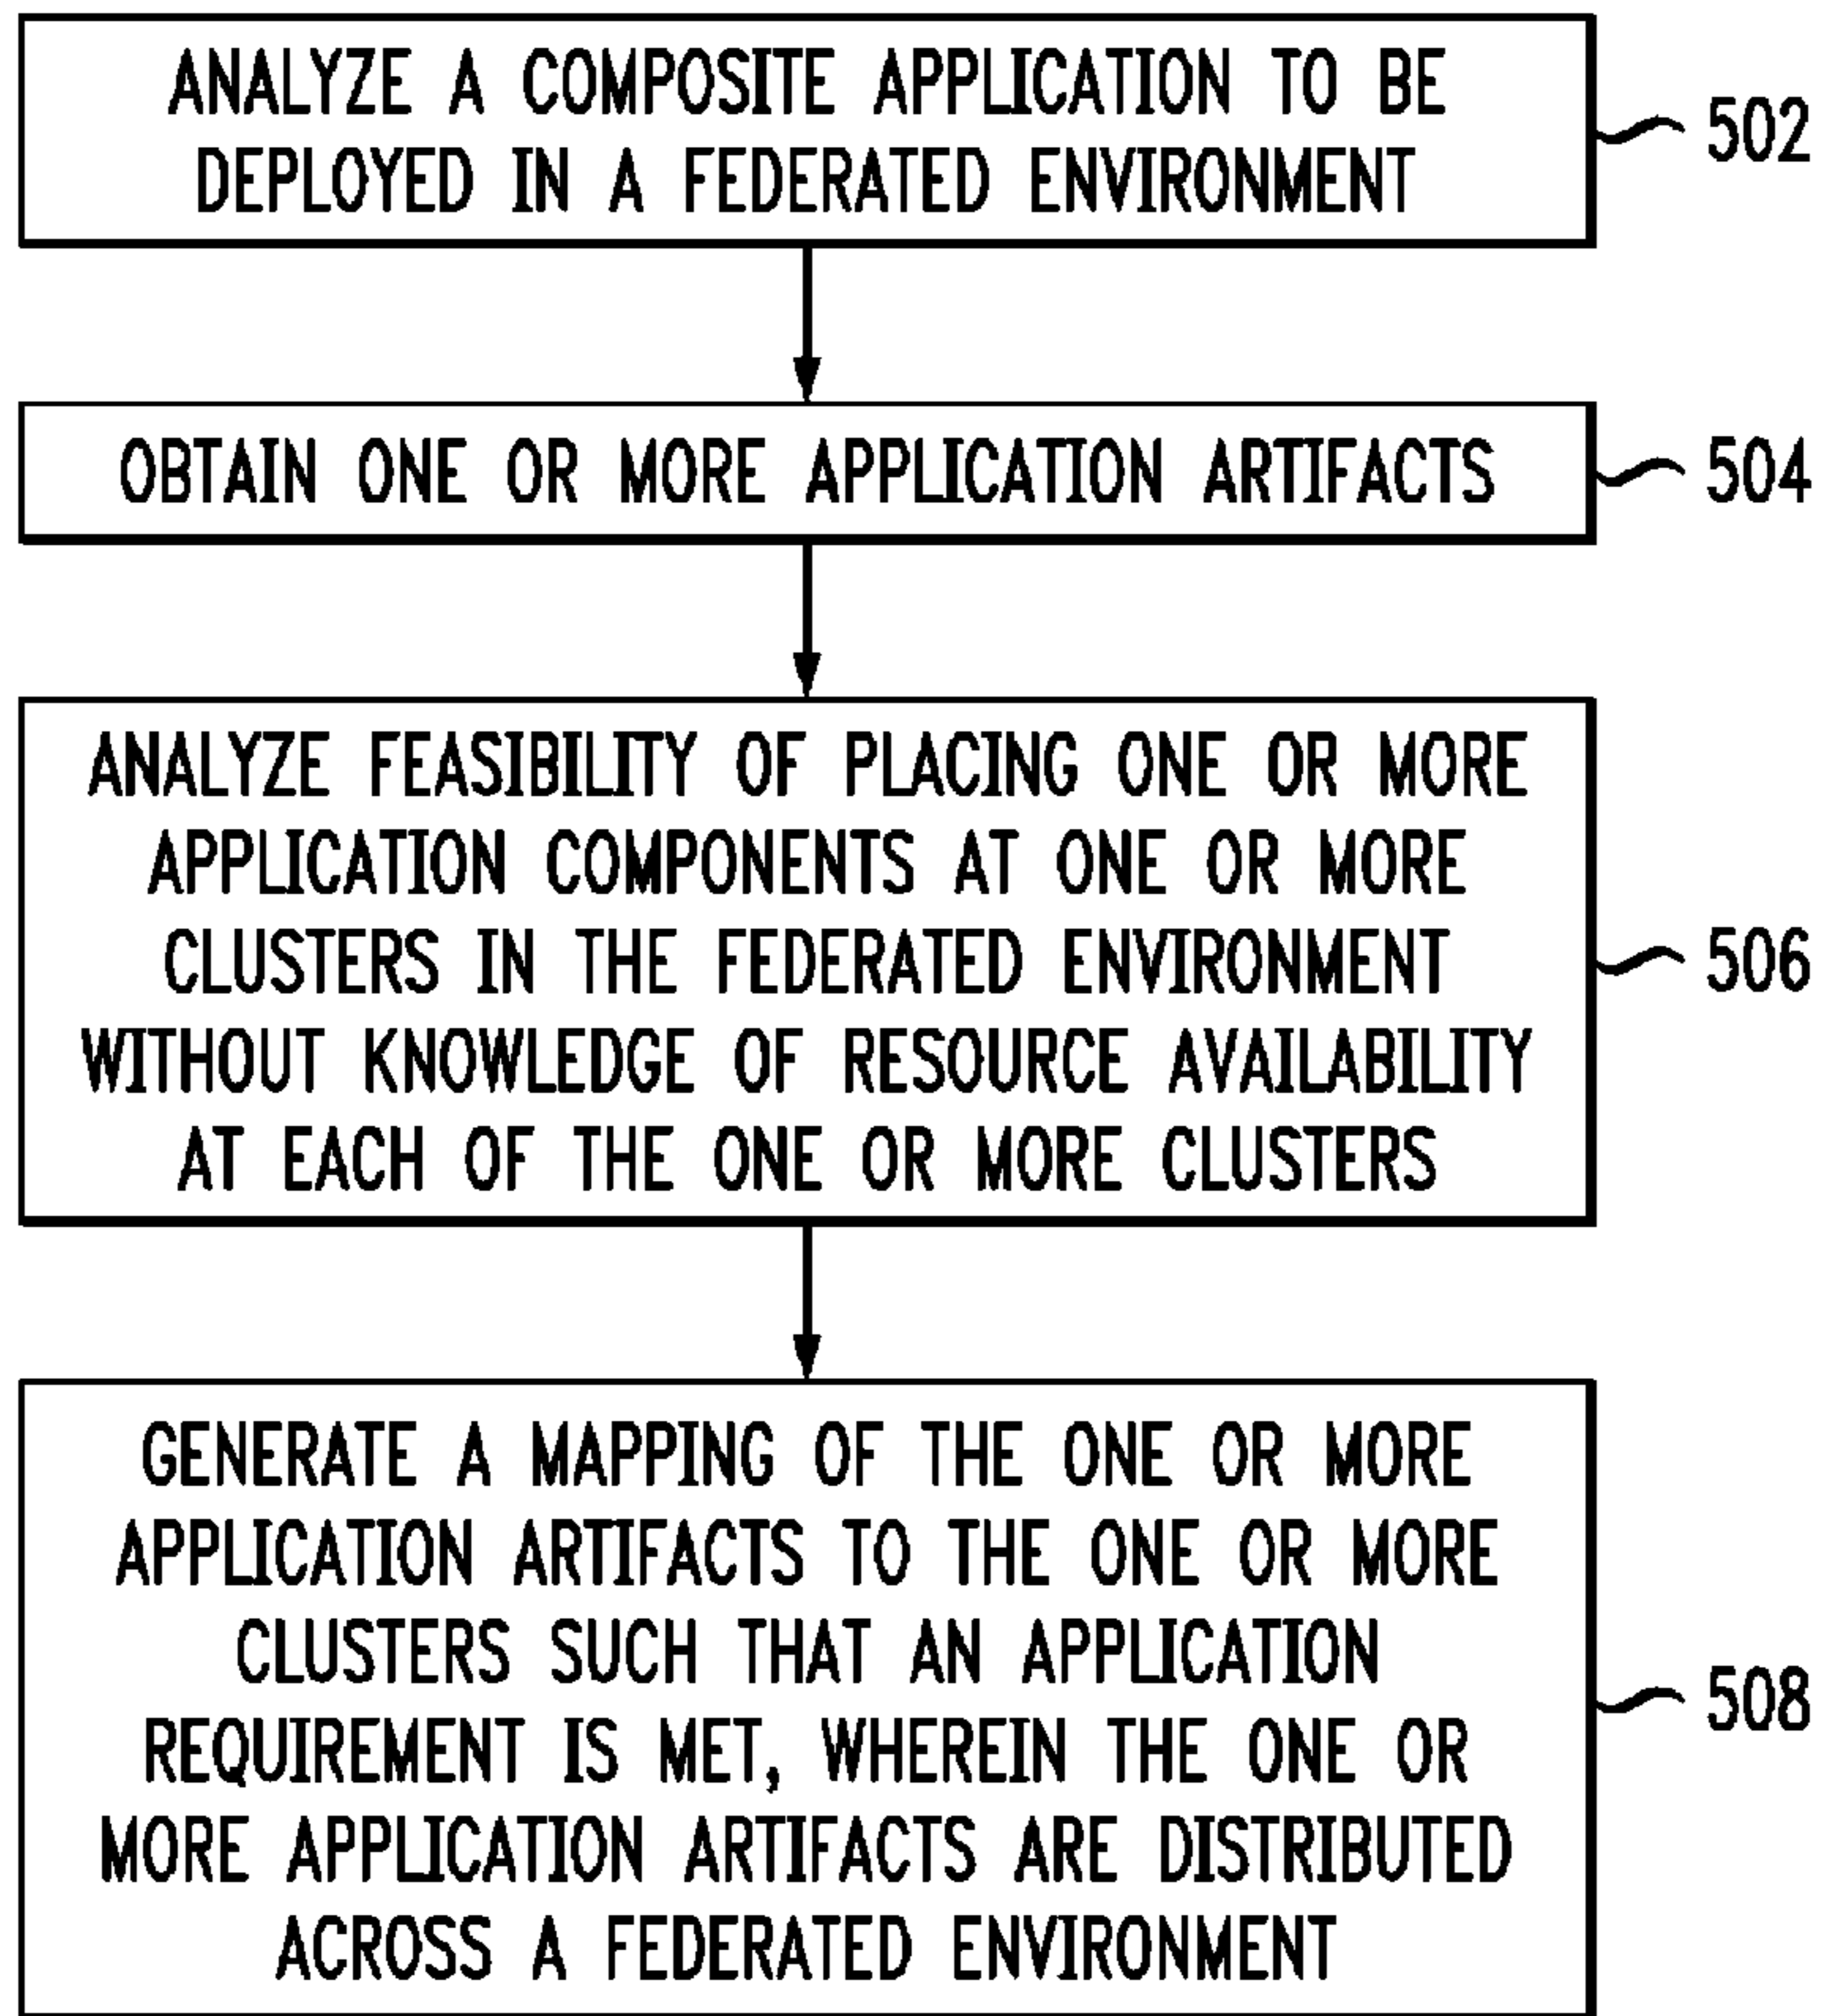 ANALYZE A COMPOSITE APPLICATION TO BE
DEPLOYED IN A FEDERATED ENVIRONMENT
502
OBTAIN ONE OR MORE APPLICATION ARTIFACTS
504
ANALYZE FEASIBILITY OF PLACING ONE OR MORE
APPLICATION COMPONENTS AT ONE OR MORE
CLUSTERS IN THE FEDERATED ENVIRONMENT
WITHOUT KNOWLEDGE OF RESOURCE AVAILABILITY
AT EACH OF THE ONE OR MORE CLUSTERS
506
GENERATE A MAPPING OF THE ONE OR MORE
APPLICATION ARTIFACTS TO THE ONE OR MORE
CLUSTERS SUCH THAT AN APPLICATION
REQUIREMENT IS MET, WHEREIN THE ONE OR
MORE APPLICATION ARTIFACTS ARE DISTRIBUTED
ACROSS A FEDERATED ENVIRONMENT
508